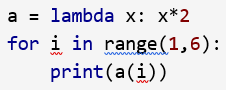 a = lambda x: x*2
for i in range(1,6):
    print(a(i))